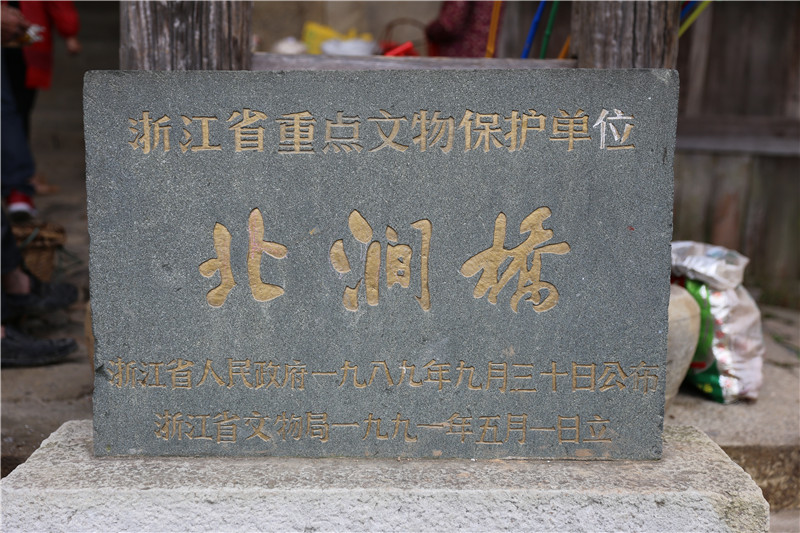 浙江省重点文物保护单位
北涧桥
浙江省人民政府一九八九年九月三十日公布
浙江省文物局一九九一年五月一日立